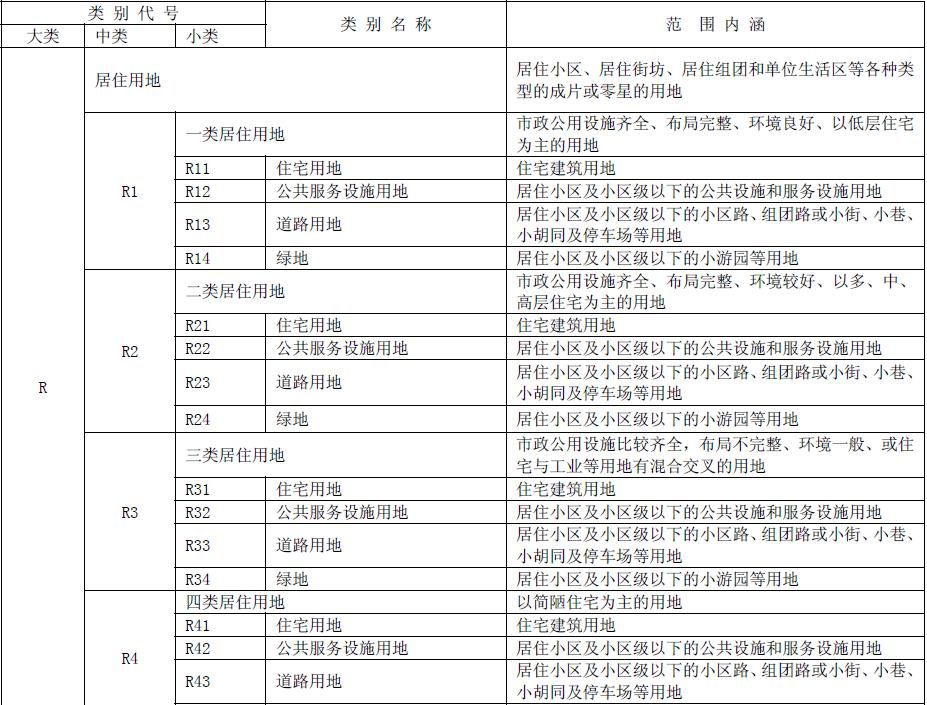 类 别 代 号
类 别 名 称
范 围 内 涵
大类
中类
小类
R
居住用地
居住小区、居住街坊、居住组团和单位生活区等各种类
型的成片或零星的用地
R1
一类居住用地
市政公用设施齐全、布局完整、环境良好、以低层住宅
为主的用地
R11
住宅用地
住宅建筑用地
R12
公共服务设施用地
居住小区及小区级以下的公共设施和服务设施用地
R13
道路用地
居住小区及小区级以下的小区路、组团路或小街、小巷、
小胡同及停车场等用地
R14
绿地
居住小区及小区级以下的小游园等用地
R2
二类居住用地
市政公用设施齐全、布局完整、环境较好、以多、中、
高层住宅为主的用地
R21
住宅用地
住宅建筑用地
R22
公共服务设施用地
居住小区及小区级以下的公共设施和服务设施用地
R23
道路用地
居住小区及小区级以下的小区路、组团路或小街、小巷、
小胡同及停车场等用地
R24
绿地
居住小区及小区级以下的小游园等用地
R3
三类居住用地
市政公用设施比较齐全，布局不完整、环境一般、或住
宅与工业等用地有混合交叉的用地
R31
住宅用地
住宅建筑用地
R32
公共服务设施用地
居住小区及小区级以下的公共设施和服务设施用地
R33
道路用地
居住小区及小区级以下的小区路、组团路或小街、小巷、
小胡同及停车场等用地
R34
绿地
居住小区及小区级以下的小游园等用地
R4
四类居住用地
以简陋住宅为主的用地
R41
住宅用地
住宅建筑用地
R42
公共服务设施用地
居住小区及小区级以下的公共设施和服务设施用地
R43
道路用地
居住小区及小区级以下的小区路、组团路或小街、小巷、
小胡同及停车场等用地